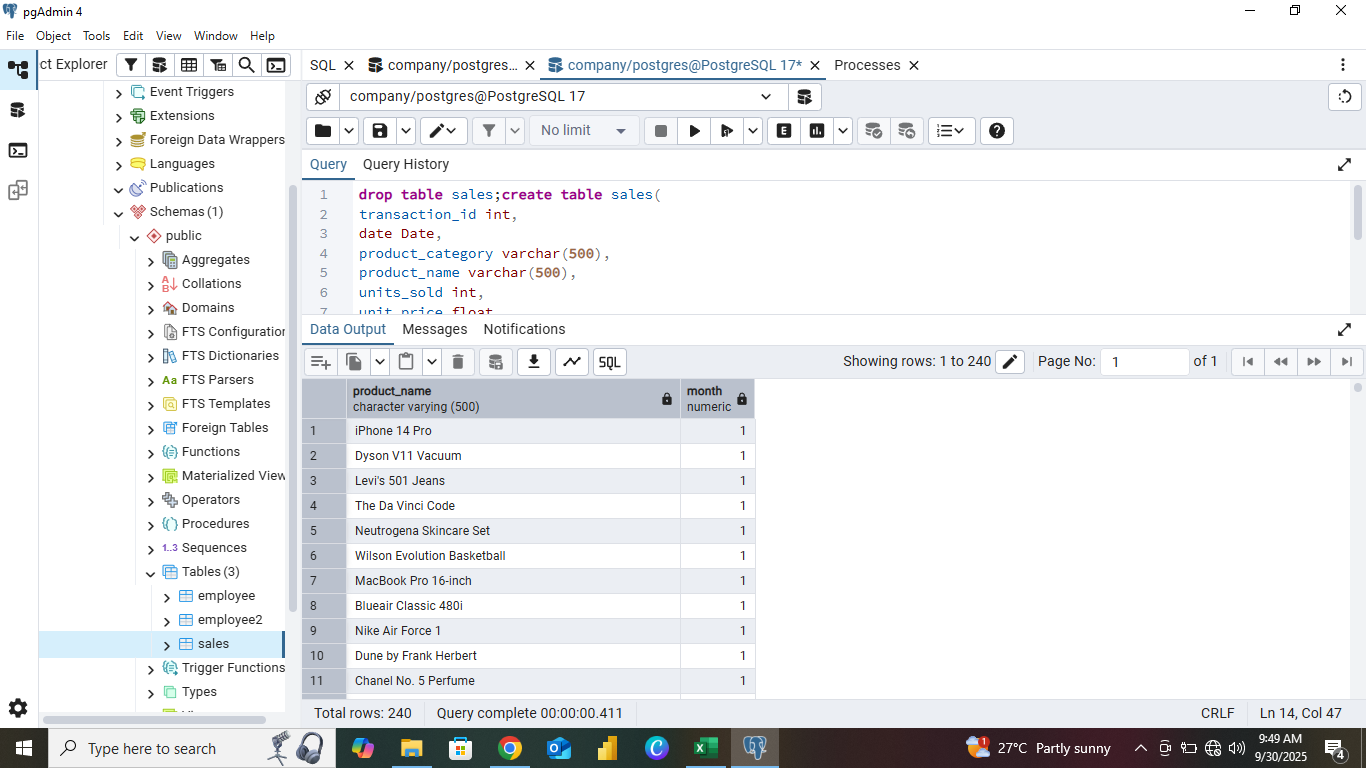 pgAdmin 4
File Object Tools Edit View Window Help
ct Explorer
SQL
company/postgres...
company/postgres@PostgreSQL 17*
Processes
Event Triggers
Extensions
Foreign Data Wrappers
Languages
Publications
Schemas (1)
public
Aggregates
Collations
Domains
FTS Configuration
FTS Dictionaries
Aa FTS Parsers
FTS Templates
Foreign Tables
Functions
Materialized View
Operators
Procedures
1..3 Sequences
Tables (3)
employee
employee2
sales
Trigger Functions
Types
company/postgres@PostgreSQL 17
No limit
E
Query Query History
1 drop table sales;create table sales(
2 transaction_id int,
3 date Date,
4 product_category varchar(500),
5 product_name varchar(500),
6 units_sold int,
7 unit_price float
Data Output Messages Notifications
SQL
Showing rows: 1 to 240
Page No: 1 of 1
product_name
character varying (500)
month
numeric
1 iPhone 14 Pro 1
2 Dyson V11 Vacuum 1
3 Levi's 501 Jeans 1
4 The Da Vinci Code 1
5 Neutrogena Skincare Set 1
6 Wilson Evolution Basketball 1
7 MacBook Pro 16-inch 1
8 Blueair Classic 480i 1
9 Nike Air Force 1 1
10 Dune by Frank Herbert 1
11 Chanel No. 5 Perfume 1
Total rows: 240
Query complete 00:00:00.411
CRLF
Ln 14, Col 47
Type here to search
27°C Partly sunny
9:49 AM
9/30/2025
4